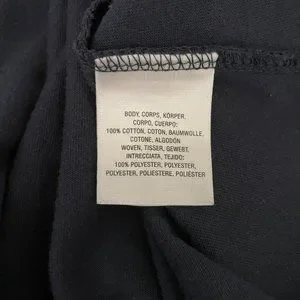 BODY, CORPS, KÖRPER,
CORPO, CUERPO:
100% COTTON, COTON, BAUMWOLLE,
COTONE, ALGODÓN
WOVEN, TISSER, GEWEBT,
INTRECCIATA, TEJIDO:
100% POLYESTER, POLYESTER,
POLYESTER, POLIESTERE, POLIÉSTER